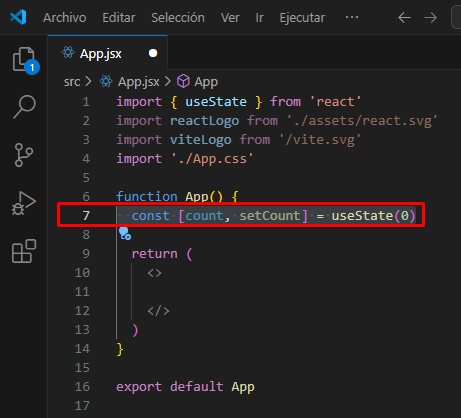 Archivo Editar Selección Ver Ir Ejecutar ...
App.jsx
1
src > App.jsx > App
1 import { useState } from 'react'
2 import reactLogo from './assets/react.svg'
3 import viteLogo from '/vite.svg'
4 import './App.css'
5
6 function App() {
7 const [count, setCount] = useState(0)
8
9 return (
10 <>
11
12 </>
13 )
14 }
15
16 export default App
17